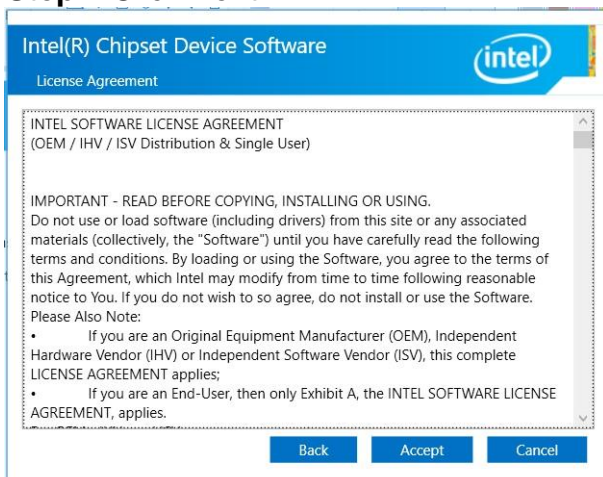 Intel(R) Chipset Device Software
intel
License Agreement
INTEL SOFTWARE LICENSE AGREEMENT
(OEM / IHV / ISV Distribution & Single User)
IMPORTANT - READ BEFORE COPYING, INSTALLING OR USING.
Do not use or load software (including drivers) from this site or any associated
materials (collectively, the "Software") until you have carefully read the following
terms and conditions. By loading or using the Software, you agree to the terms of
this Agreement, which Intel may modify from time to time following reasonable
notice to You. If you do not wish to so agree, do not install or use the Software.
Please Also Note:
• If you are an Original Equipment Manufacturer (OEM), Independent
Hardware Vendor (IHV) or Independent Software Vendor (ISV), this complete
LICENSE AGREEMENT applies;
• If you are an End-User, then only Exhibit A, the INTEL SOFTWARE LICENSE
AGREEMENT, applies.
Back Accept Cancel